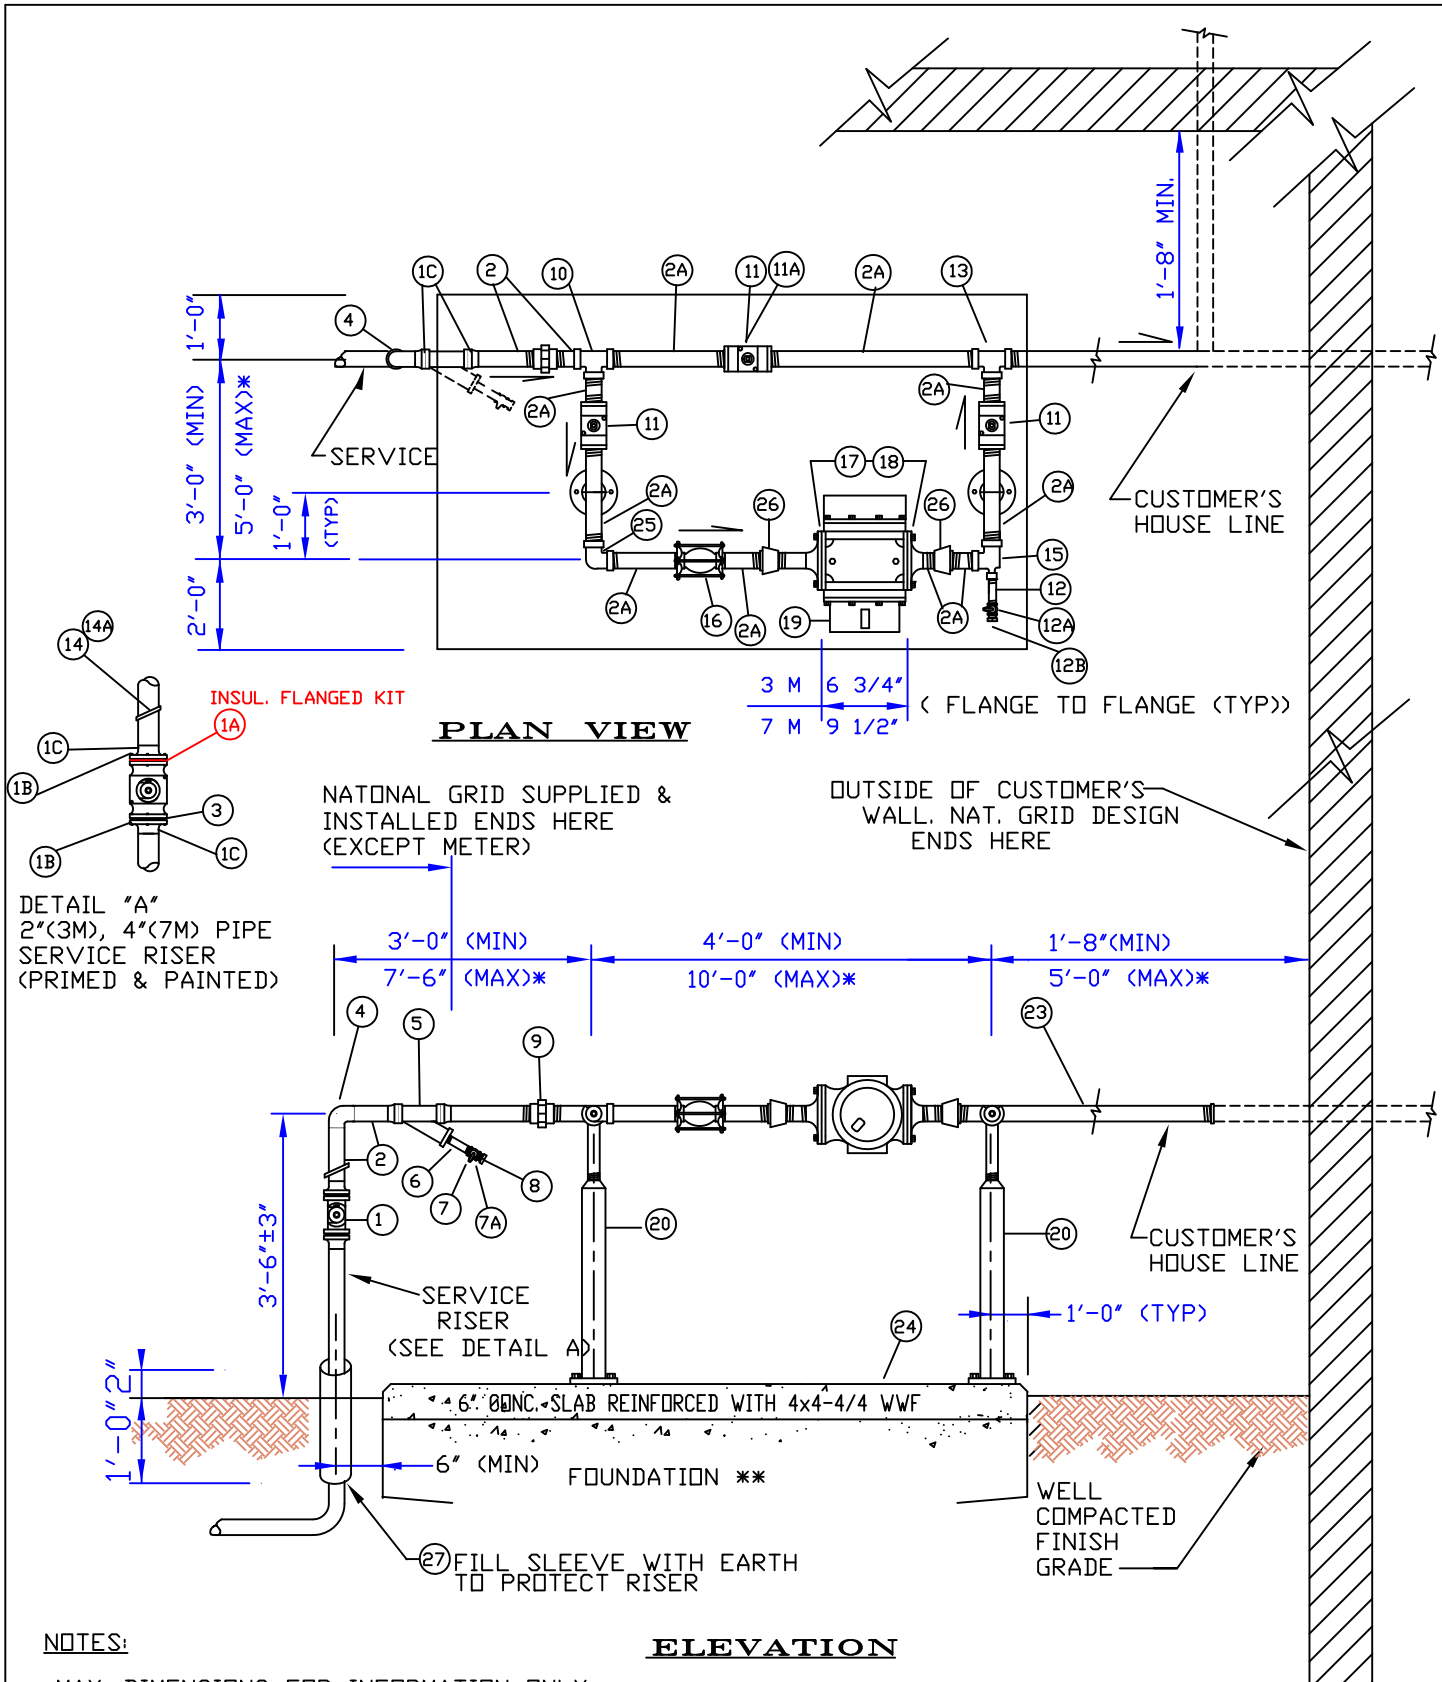 1'-8" MIN.
1C
2
10
2A
11
11A
2A
13
4
1'-0"
3'-0" (MIN)
5'-0" (MAX)*
SERVICE
2A
11
2A
11
17
18
1'-0"
(TYP)
2A
25
26
26
2A
CUSTOMER'S
HOUSE LINE
15
12
12A
12B
2'-0"
2A
16
2A
19
2A
14A
14
INSUL. FLANGED KIT
1A
1C
1B
3
1B
1C
3 M 6 3/4"
7 M 9 1/2"
( FLANGE TO FLANGE (TYP))
PLAN VIEW
NATONAL GRID SUPPLIED &
INSTALLED ENDS HERE
(EXCEPT METER)
OUTSIDE OF CUSTOMER'S
WALL. NAT. GRID DESIGN
ENDS HERE
DETAIL "A"
2"(3M), 4"(7M) PIPE
SERVICE RISER
(PRIMED & PAINTED)
3'-0" (MIN)
7'-6" (MAX)*
4'-0" (MIN)
10'-0" (MAX)*
1'-8"(MIN)
5'-0" (MAX)*
4
5
9
23
2
6
7
7A
8
1
20
20
3'-6"±3"
CUSTOMER'S
HOUSE LINE
SERVICE
RISER
(SEE DETAIL A)
1'-0" (TYP)
24
2"
1'-0"
6" CONC. SLAB REINFORCED WITH 4x4-4/4 WWF
6" (MIN)
FOUNDATION **
WELL
COMPACTED
FINISH
GRADE
27
FILL SLEEVE WITH EARTH
TO PROTECT RISER
NOTES:
ELEVATION
MAX. DIMENSIONS FOR INFORMATION ONLY